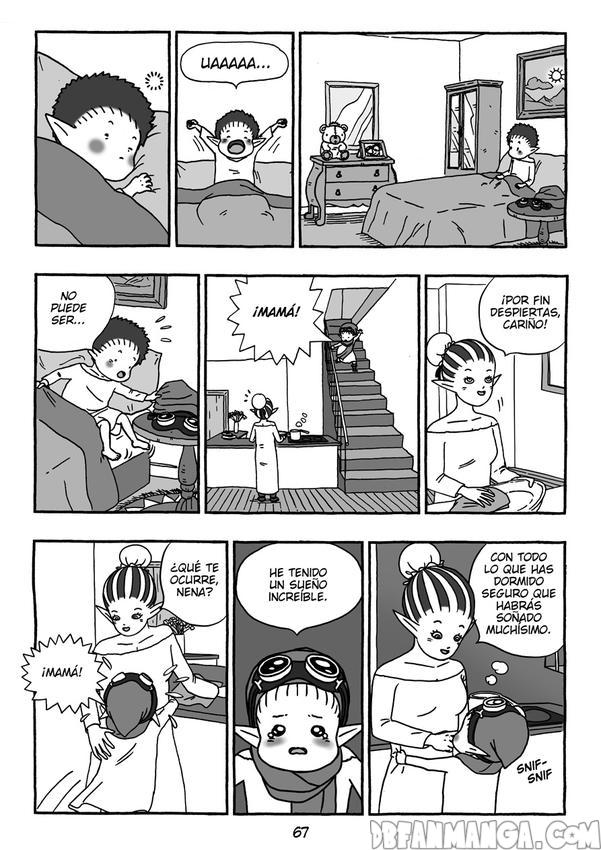 UAAAAA...
NO
PUEDE
SER...
¡MAMÁ!
¡POR FIN
DESPIERTAS,
CARIÑO!
¿QUÉ TE
OCURRE,
NENA?
¡MAMÁ!
HE TENIDO
UN SUEÑO
INCREÍBLE.
CON TODO
LO QUE HAS
DORMIDO
SEGURO QUE
HABRÁS
SOÑADO
MUCHÍSIMO.
SNIF-
SNIF
67
DBFANMANGA.COM